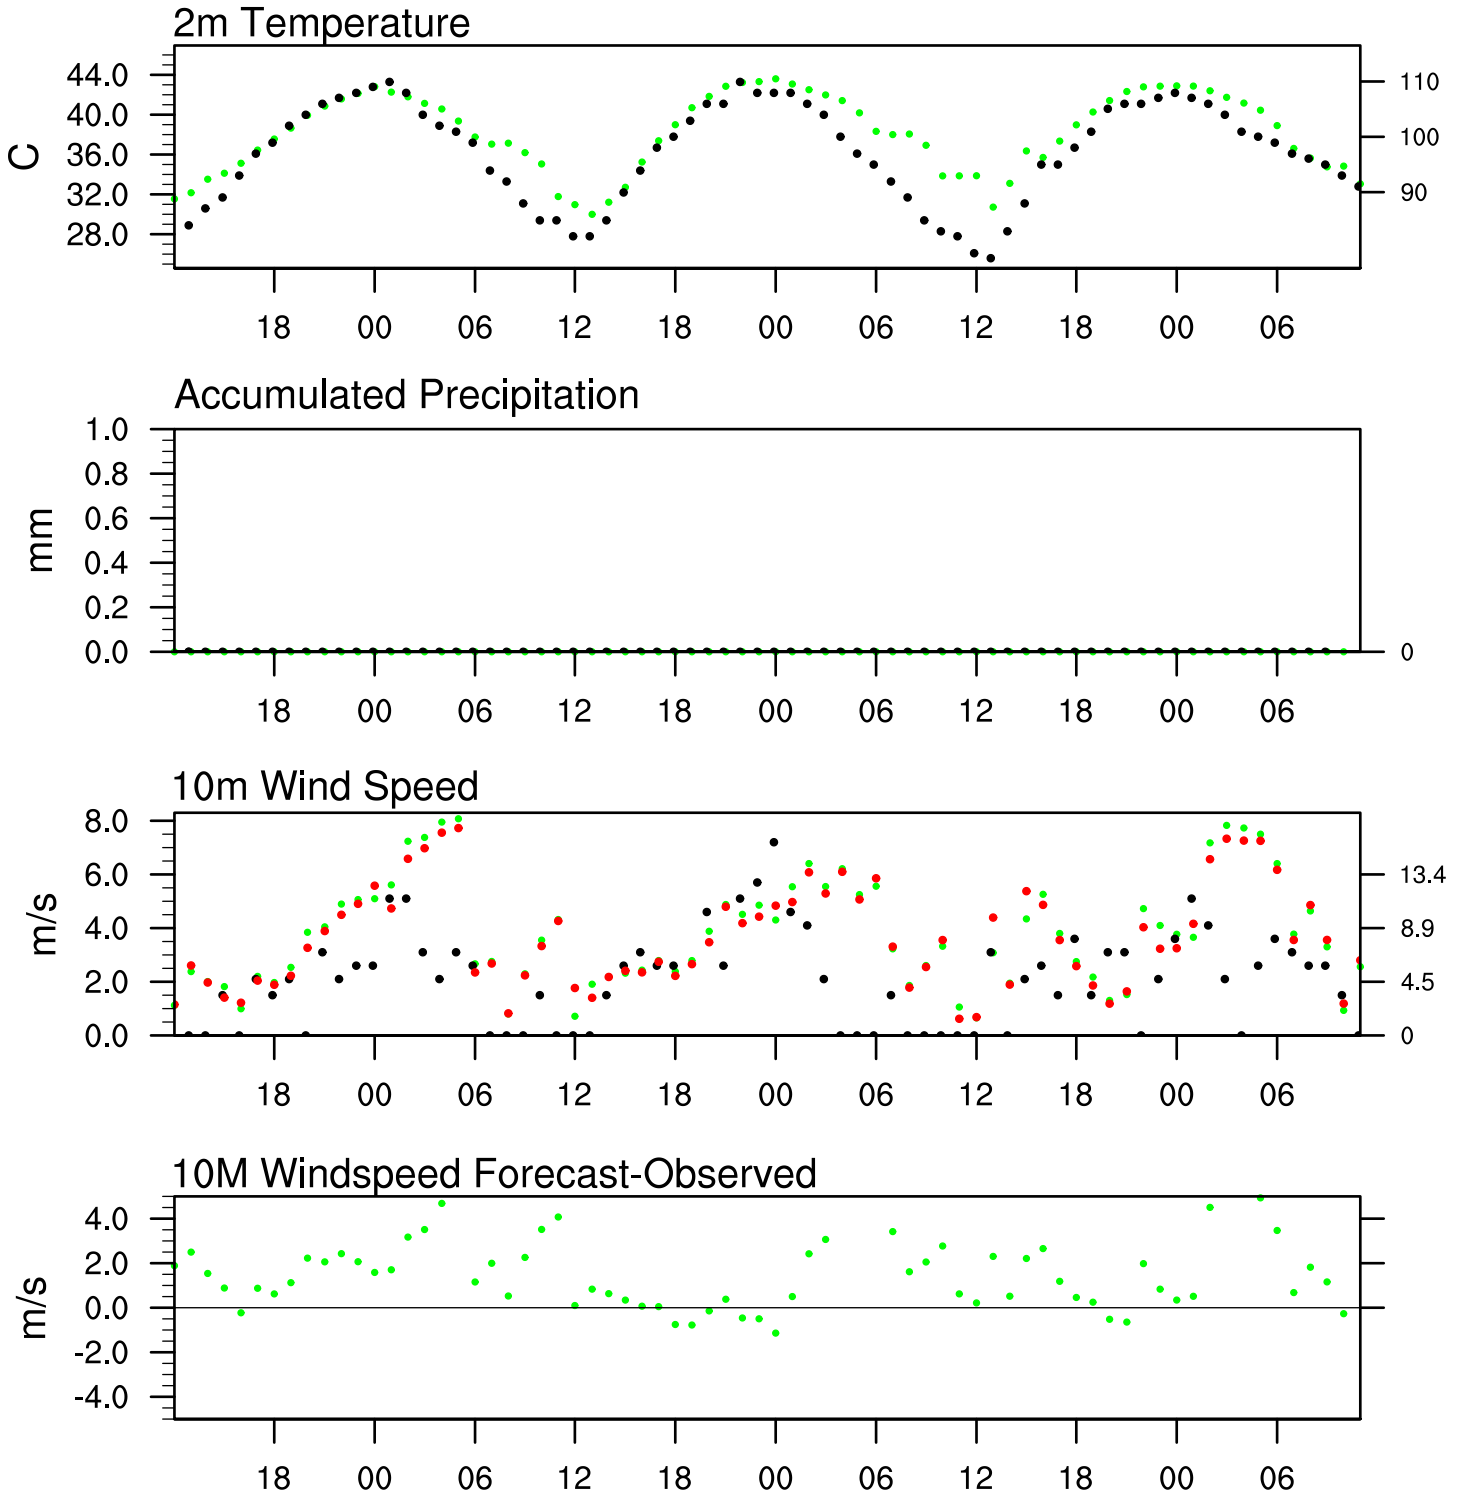 2m Temperature
44.0
40.0
36.0
32.0
28.0
C
110
100
90
18 00 06 12 18 00 06 12 18 00 06
Accumulated Precipitation
1.0
0.8
0.6
0.4
0.2
0.0
mm
0
18 00 06 12 18 00 06 12 18 00 06
10m Wind Speed
8.0
6.0
4.0
2.0
0.0
m/s
13.4
8.9
4.5
0
18 00 06 12 18 00 06 12 18 00 06
10M Windspeed Forecast-Observed
4.0
2.0
0.0
-2.0
-4.0
m/s
18 00 06 12 18 00 06 12 18 00 06